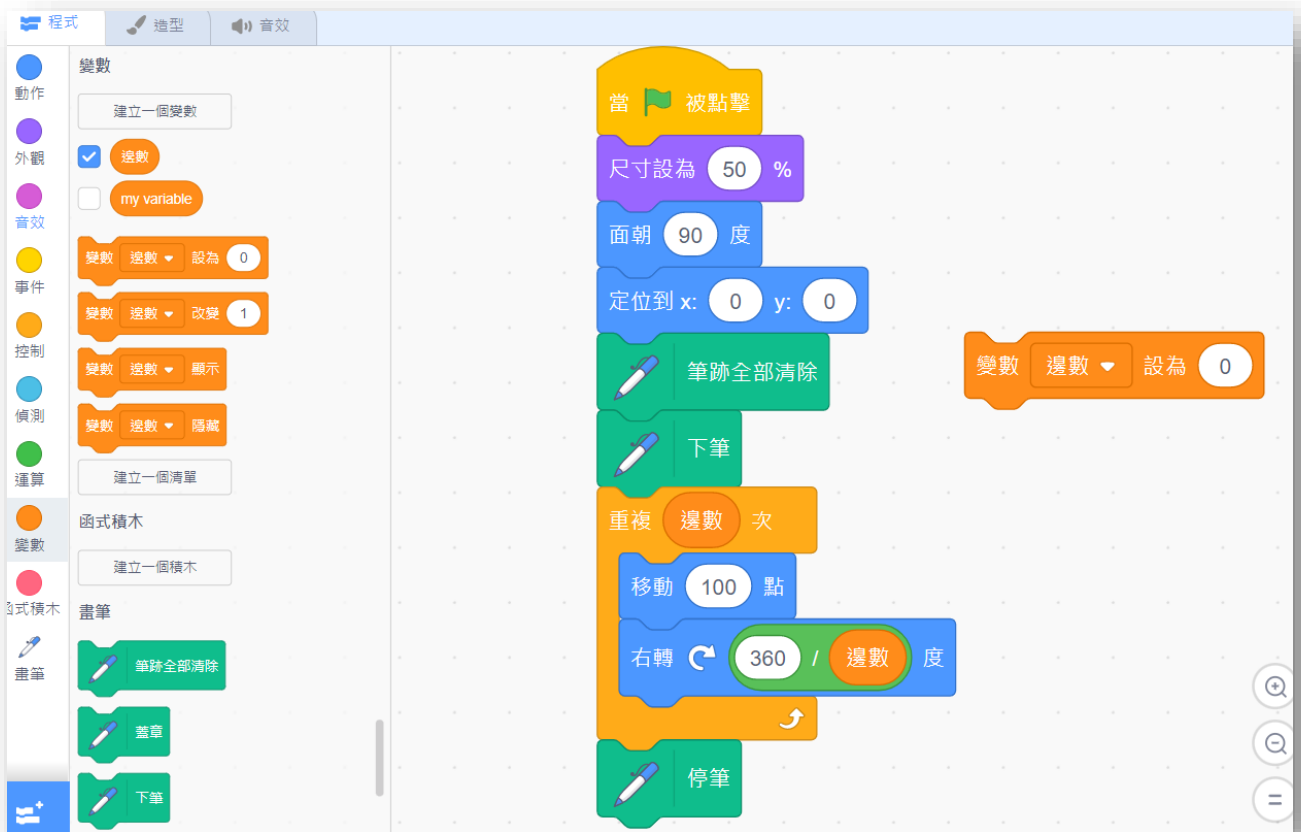 程式
造型
音效
動作
外觀
音效
事件
控制
偵測
運算
變數
函式積木
畫筆
變數
建立一個變數
邊數
my variable
變數 邊數 設為 0
變數 邊數 改變 1
變數 邊數 顯示
變數 邊數 隱藏
建立一個清單
函式積木
建立一個積木
畫筆
筆跡全部清除
蓋章
下筆
當 被點擊
尺寸設為 50 %
面朝 90 度
定位到 x: 0 y: 0
筆跡全部清除
下筆
重複 邊數 次
移動 100 點
右轉 360 / 邊數 度
停筆
變數 邊數 設為 0